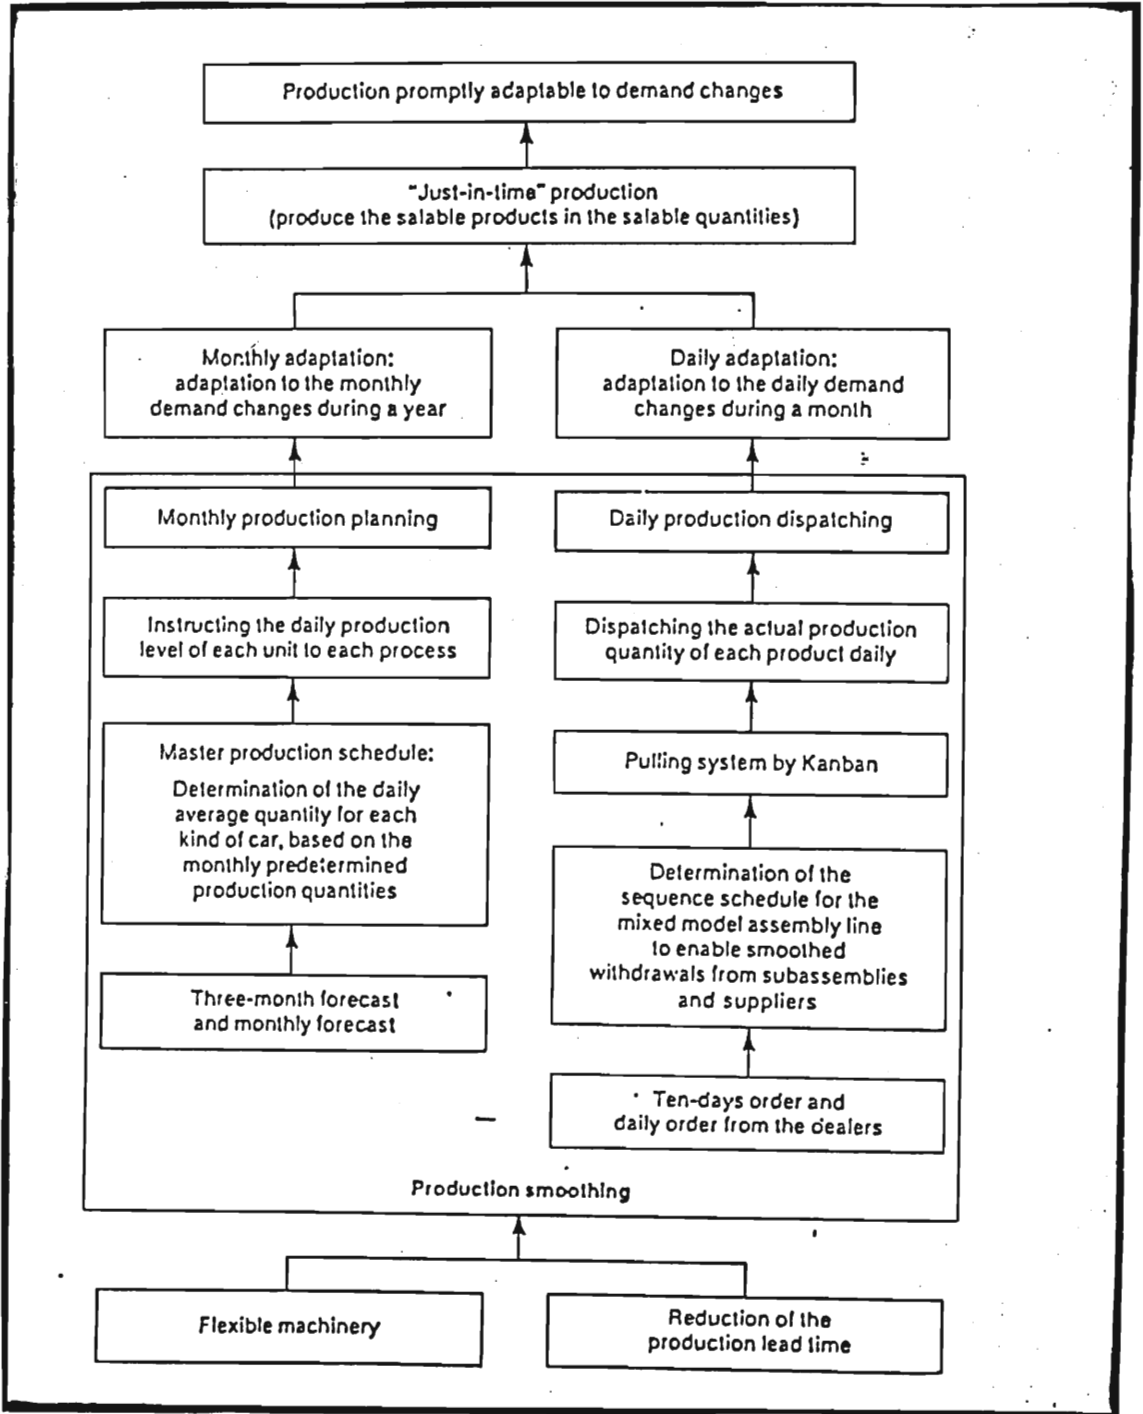 Production promptly adaptable to demand changes
"Just-in-time" production
(produce the salable products in the salable quantities)
Monthly adaptation:
adaptation to the monthly
demand changes during a year
Daily adaptation:
adaptation to the daily demand
changes during a month
Monthly production planning
Daily production dispatching
Instructing the daily production
level of each unit to each process
Dispatching the actual production
quantity of each product daily
Master production schedule:
Determination of the daily
average quantity for each
kind of car, based on the
monthly predetermined
production quantities
Pulling system by Kanban
Determination of the
sequence schedule for the
mixed model assembly line
to enable smoothed
withdrawals from subassemblies
and suppliers
Three-month forecast
and monthly forecast
Ten-days order and
daily order from the dealers
Production smoothing
Flexible machinery
Reduction of the
production lead time